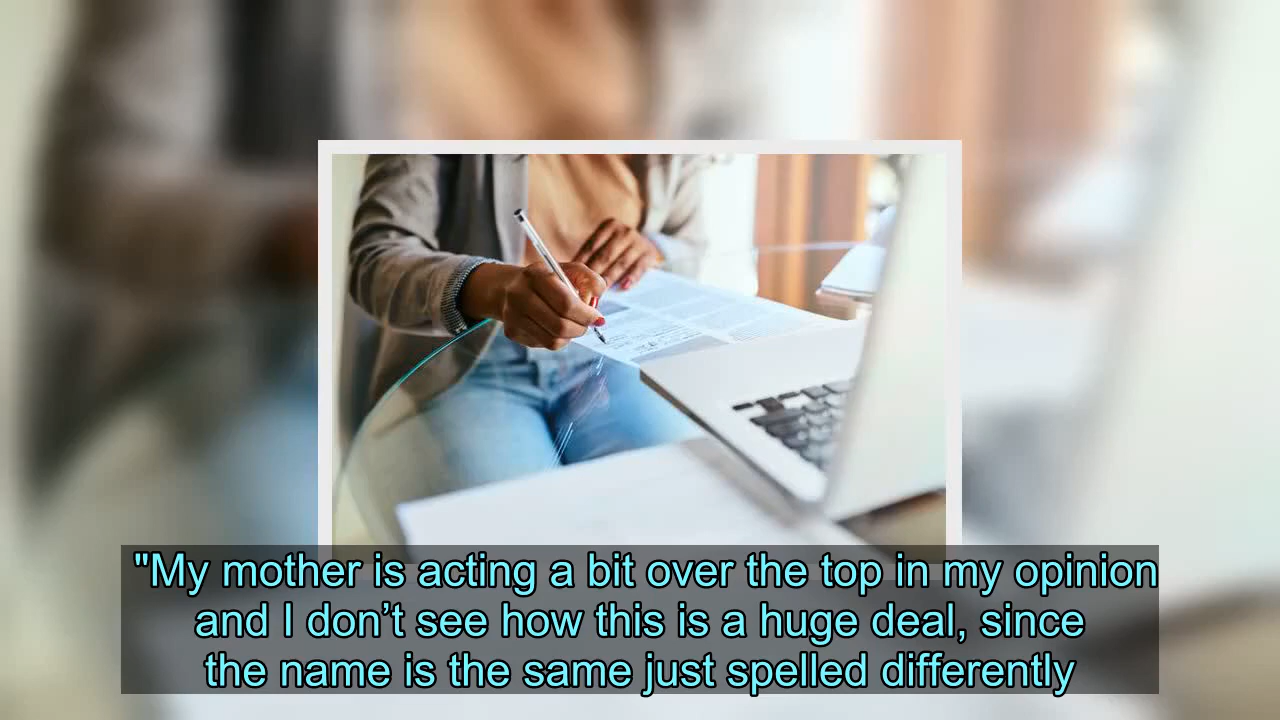 "My mother is acting a bit over the top in my opinion
and I don’t see how this is a huge deal, since
the name is the same just spelled differently